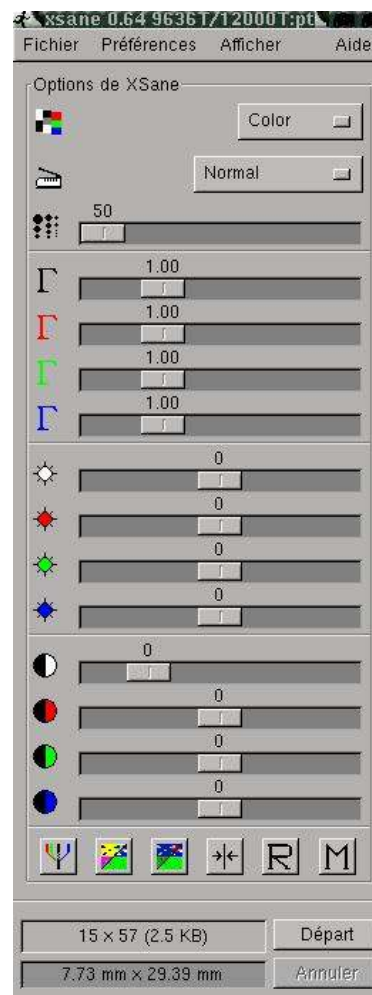 xsane 0.64 9636T/12000T:pt
Fichier Préférences Afficher Aide
Options de XSane
Color
Normal
50
Γ 1.00
Γ 1.00
Γ 1.00
Γ 1.00
0
0
0
0
0
0
0
0
R M
15 x 57 (2.5 KB) Départ
7.73 mm x 29.39 mm Annuler